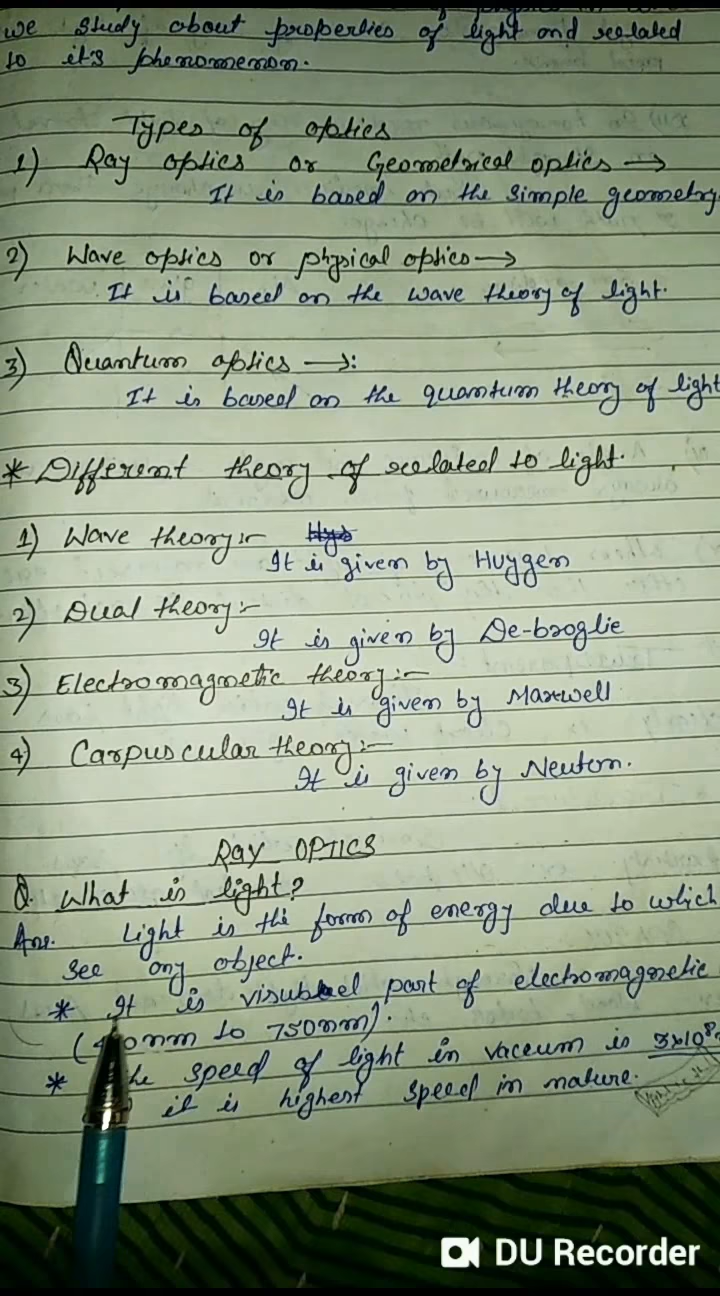 we study about properties of light and related
to it's phenomenon.
Types of optics
1) Ray optics or Geometrical optics →
It is based on the simple geometry
2) Wave optics or physical optics →
It is based on the wave theory of light.
3) Quantum optics →:
It is based on the quantum theory of light
* Different theory of related to light.
1) Wave theory:-
It is given by Huygen
2) Dual theory:-
It is given by De-broglie
3) Electromagnetic theory:-
It is given by Maxwell
4) Carpuscular theory:-
It is given by Newton.
RAY OPTICS
Q. What is light?
Ans. Light is the form of energy due to which
see any object.
* It is visubel part of electromagnetic
nm to 750nm).
* the speed of light in vaccum is 3x10⁸
it is highest speed in nature.
DU Recorder